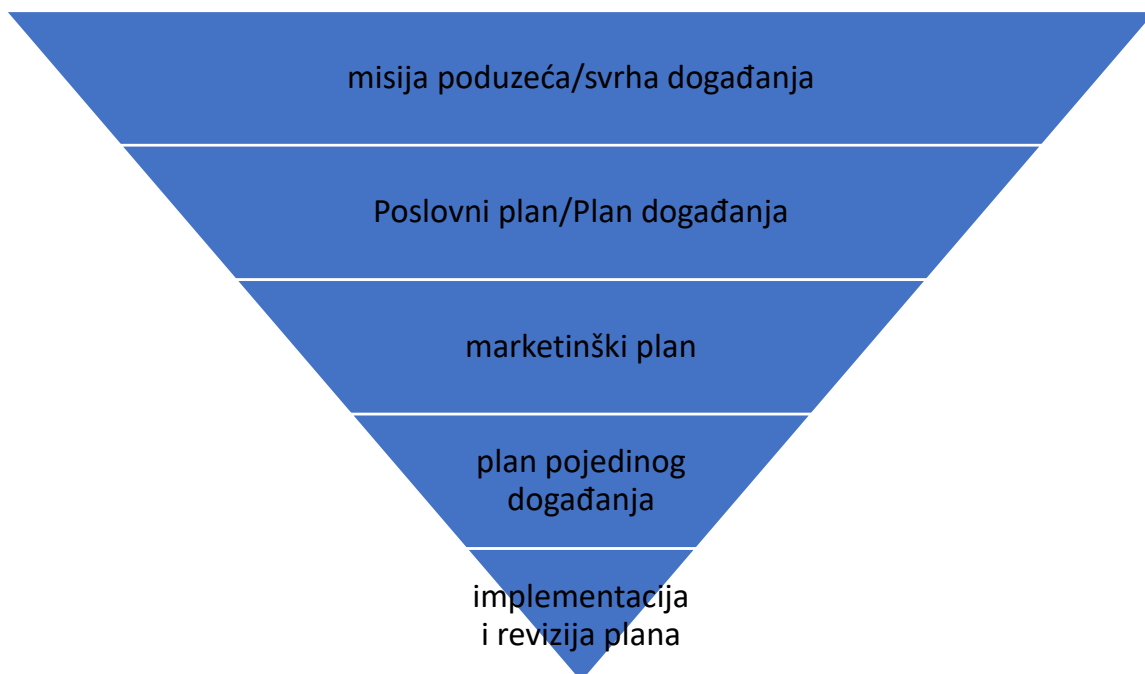 misija poduzeća/svrha događanja
Poslovni plan/Plan događanja
marketinški plan
plan pojedinog
događanja
implementacija
i revizija plana